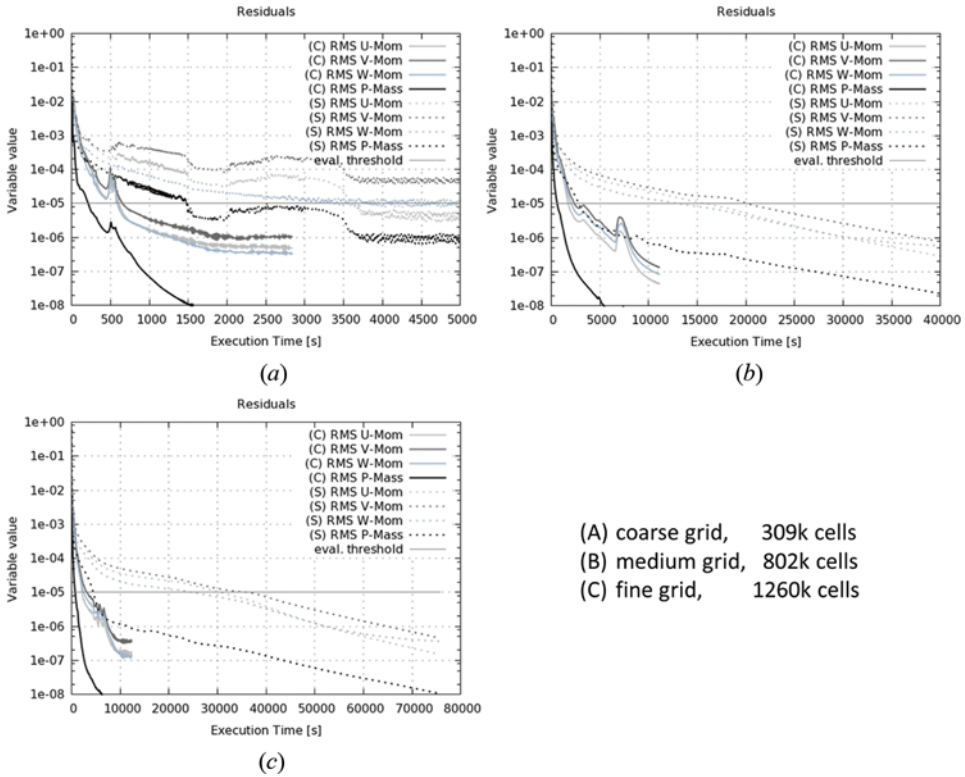 Residuals
1e+00
1e-01
1e-02
1e-03
1e-04
1e-05
1e-06
1e-07
1e-08
Variable value
(C) RMS U-Mom
(C) RMS V-Mom
(C) RMS W-Mom
(C) RMS P-Mass
(S) RMS U-Mom
(S) RMS V-Mom
(S) RMS W-Mom
(S) RMS P-Mass
eval. threshold
0 500 1000 1500 2000 2500 3000 3500 4000 4500 5000
Execution Time [s]
(a)
Residuals
1e+00
1e-01
1e-02
1e-03
1e-04
1e-05
1e-06
1e-07
1e-08
Variable value
(C) RMS U-Mom
(C) RMS V-Mom
(C) RMS W-Mom
(C) RMS P-Mass
(S) RMS U-Mom
(S) RMS V-Mom
(S) RMS W-Mom
(S) RMS P-Mass
eval. threshold
0 5000 10000 15000 20000 25000 30000 35000 40000
Execution Time [s]
(b)
Residuals
1e+00
1e-01
1e-02
1e-03
1e-04
1e-05
1e-06
1e-07
1e-08
Variable value
(C) RMS U-Mom
(C) RMS V-Mom
(C) RMS W-Mom
(C) RMS P-Mass
(S) RMS U-Mom
(S) RMS V-Mom
(S) RMS W-Mom
(S) RMS P-Mass
eval. threshold
0 10000 20000 30000 40000 50000 60000 70000 80000
Execution Time [s]
(c)
(A) coarse grid, 309k cells
(B) medium grid, 802k cells
(C) fine grid, 1260k cells